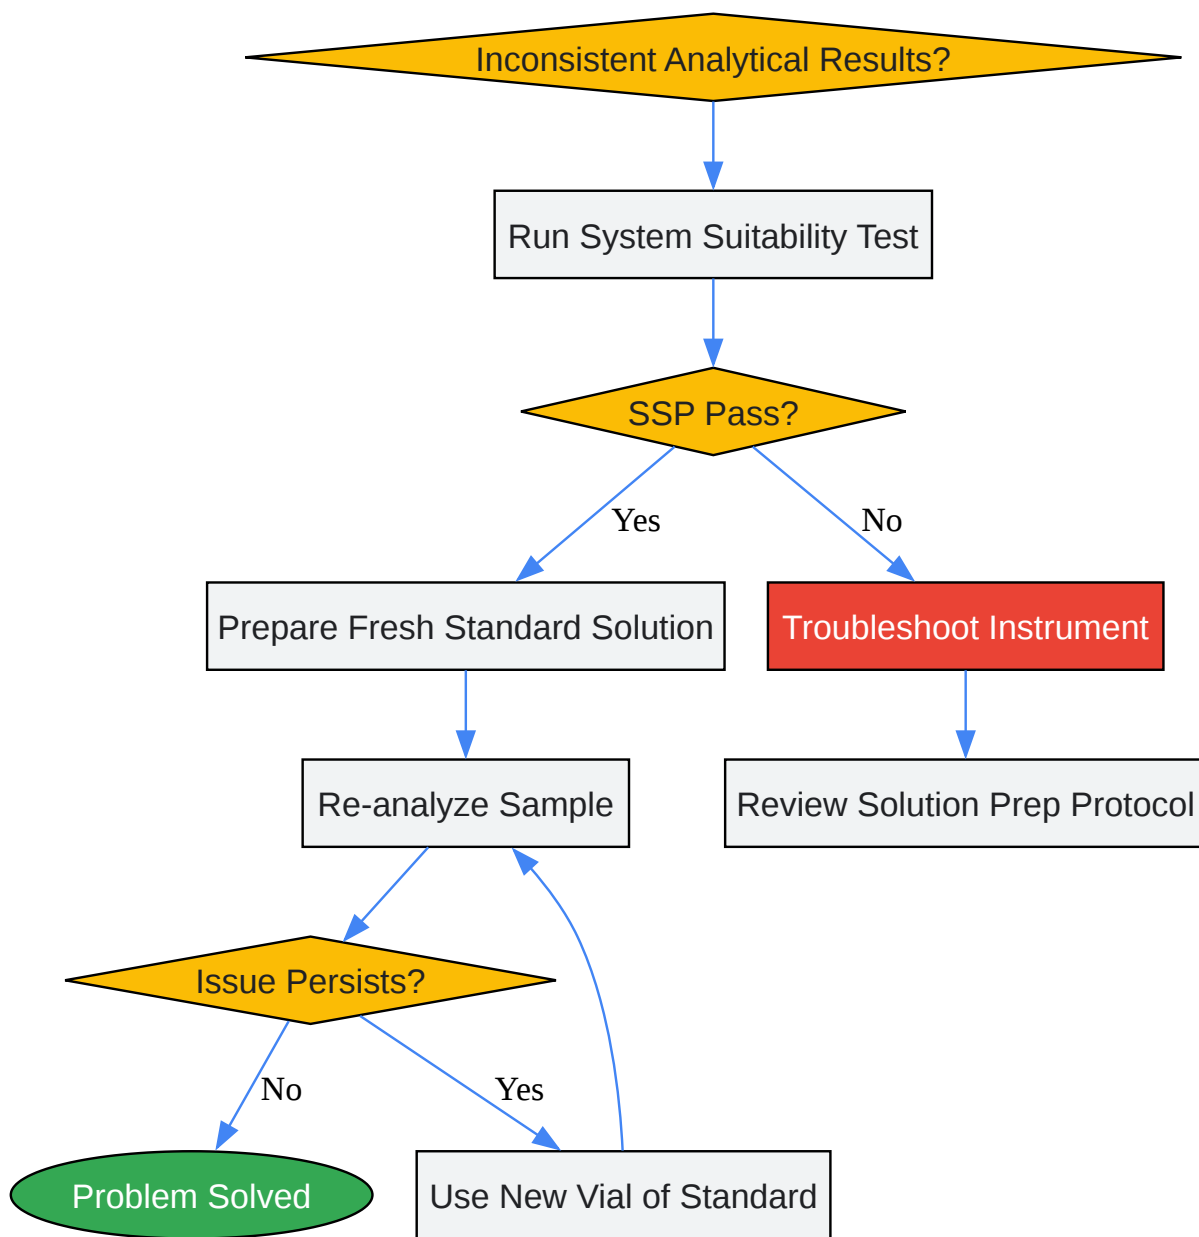 Inconsistent Analytical Results?
Run System Suitability Test
SSP Pass?
Yes
No
Prepare Fresh Standard Solution
Troubleshoot Instrument
Re-analyze Sample
Review Solution Prep Protocol
Issue Persists?
No
Yes
Problem Solved
Use New Vial of Standard